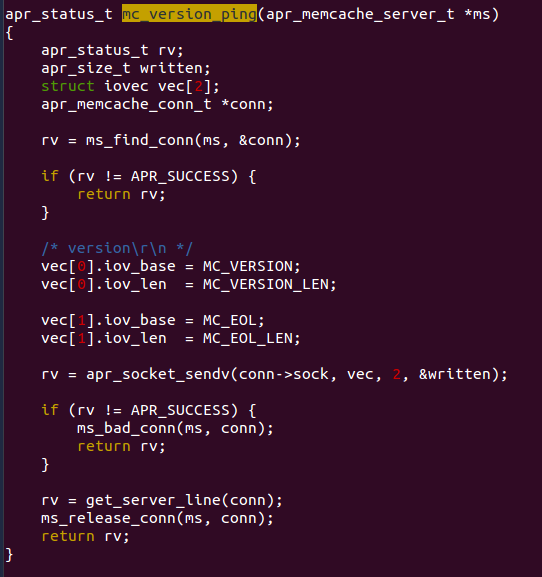 apr_status_t mc_version_ping(apr_memcache_server_t *ms)
{
    apr_status_t rv;
    apr_size_t written;
    struct iovec vec[2];
    apr_memcache_conn_t *conn;

    rv = ms_find_conn(ms, &conn);

    if (rv != APR_SUCCESS) {
        return rv;
    }

    /* version\r\n */
    vec[0].iov_base = MC_VERSION;
    vec[0].iov_len  = MC_VERSION_LEN;

    vec[1].iov_base = MC_EOL;
    vec[1].iov_len  = MC_EOL_LEN;

    rv = apr_socket_sendv(conn->sock, vec, 2, &written);

    if (rv != APR_SUCCESS) {
        ms_bad_conn(ms, conn);
        return rv;
    }

    rv = get_server_line(conn);
    ms_release_conn(ms, conn);
    return rv;
}